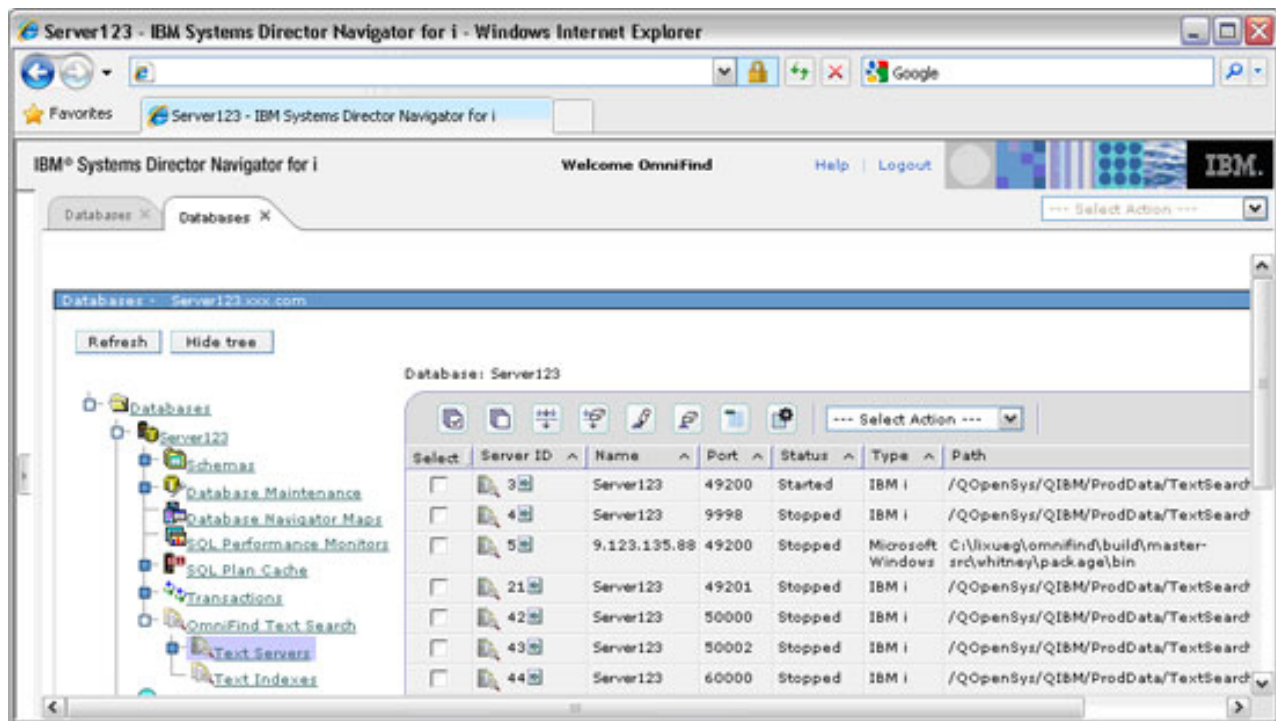 Server123 - IBM Systems Director Navigator for i - Windows Internet Explorer
Google
Favorites Server123 - IBM Systems Director Navigator for i
IBM® Systems Director Navigator for i Welcome OmniFind Help | Logout IBM.
Databases Databases --- Select Action ---
Databases - Server123.xxx.com
Refresh Hide tree
Database: Server123
--- Select Action ---
Databases
Server123
Schemas
Database Maintenance
Database Navigator Maps
SQL Performance Monitors
SQL Plan Cache
Transactions
OmniFind Text Search
Text Servers
Text Indexes
Select Server ID Name Port Status Type Path
3 Server123 49200 Started IBM i /QOpenSys/QIBM/ProdData/TextSearch
4 Server123 9998 Stopped IBM i /QOpenSys/QIBM/ProdData/TextSearch
5 9.123.135.88 49200 Stopped Microsoft Windows C:\lixueg\omnifind\build\master-
src\whitney\package\bin
21 Server123 49201 Stopped IBM i /QOpenSys/QIBM/ProdData/TextSearch
42 Server123 50000 Stopped IBM i /QOpenSys/QIBM/ProdData/TextSearch
43 Server123 50002 Stopped IBM i /QOpenSys/QIBM/ProdData/TextSearch
44 Server123 60000 Stopped IBM i /QOpenSys/QIBM/ProdData/TextSearch